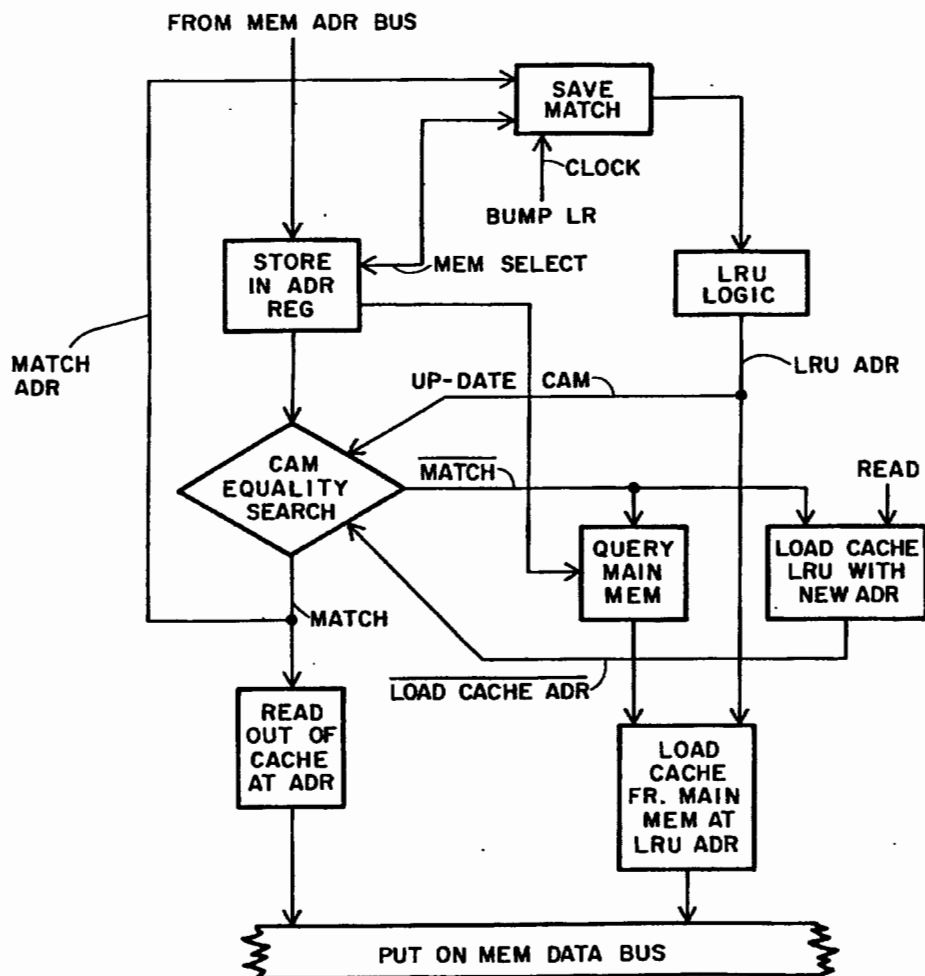 FROM MEM ADR BUS
SAVE
MATCH
CLOCK
BUMP LR
STORE
IN ADR
REG
MEM SELECT
LRU
LOGIC
MATCH
ADR
LRU ADR
UP-DATE CAM
CAM
EQUALITY
SEARCH
MATCH
READ
QUERY
MAIN
MEM
LOAD CACHE
LRU WITH
NEW ADR
MATCH
LOAD CACHE ADR
READ
OUT OF
CACHE
AT ADR
LOAD
CACHE
FR. MAIN
MEM AT
LRU ADR
PUT ON MEM DATA BUS